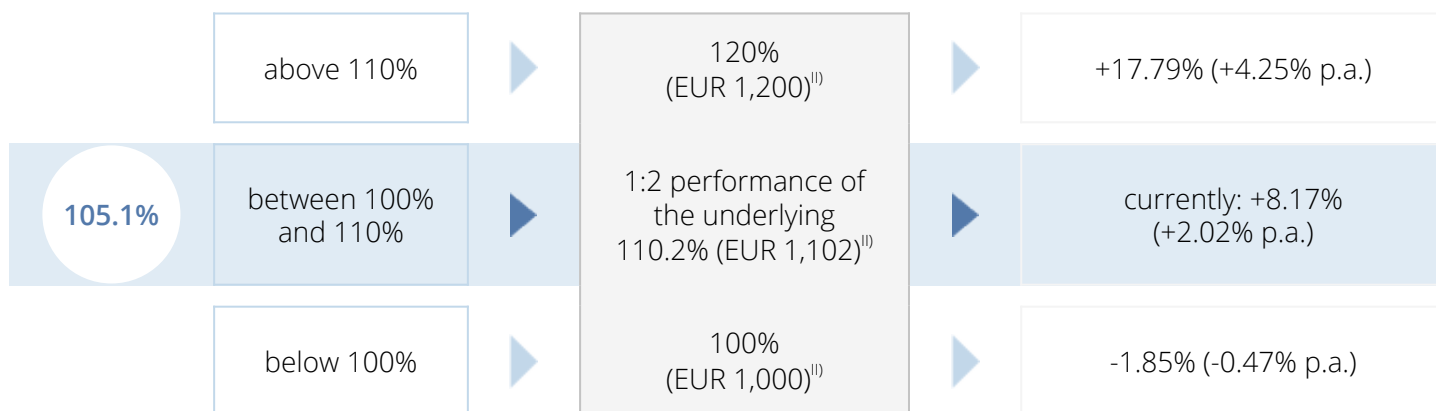 above 110%
120%
(EUR 1,200)II)
+17.79% (+4.25% p.a.)
105.1%
between 100%
and 110%
1:2 performance of
the underlying
110.2% (EUR 1,102)II)
currently: +8.17%
(+2.02% p.a.)
below 100%
100%
(EUR 1,000)II)
-1.85% (-0.47% p.a.)